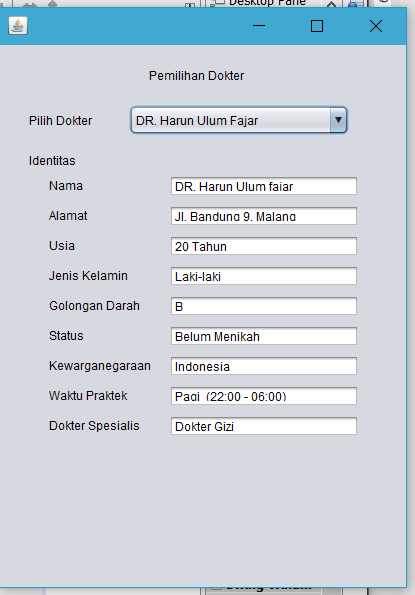 Desktop Pane
Pemilihan Dokter
Pilih Dokter DR. Harun Ulum Fajar
Identitas
Nama DR. Harun Ulum fajar
Alamat Jl. Bandung 9, Malang
Usia 20 Tahun
Jenis Kelamin Laki-laki
Golongan Darah B
Status Belum Menikah
Kewarganegaraan Indonesia
Waktu Praktek Pagi (22:00 - 06:00)
Dokter Spesialis Dokter Gizi